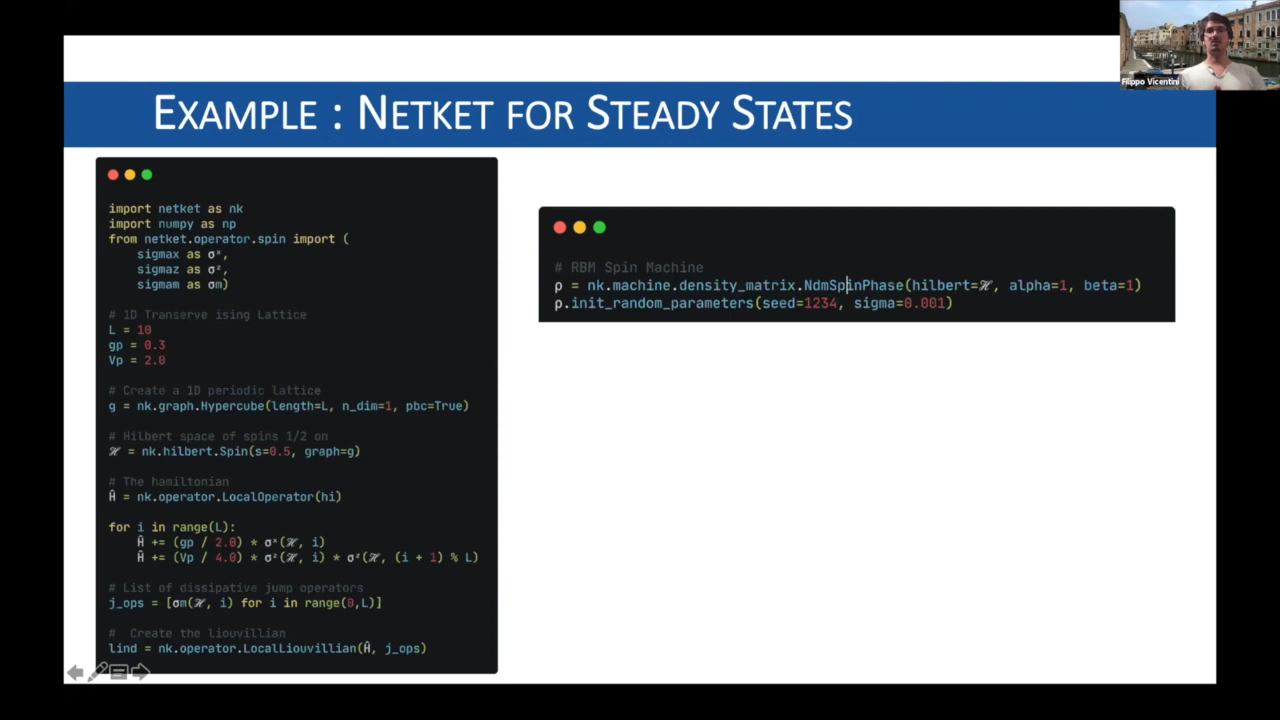 EXAMPLE : NETKET FOR STEADY STATES
Filippo Vicentini
import netket as nk
import numpy as np
from netket.operator.spin import (
sigmax as σˣ,
sigmaz as σᶻ,
sigmam as σm)
# 1D Transerve ising Lattice
L = 10
gp = 0.3
Vp = 2.0
# Create a 1D periodic lattice
g = nk.graph.Hypercube(length=L, n_dim=1, pbc=True)
# Hilbert space of spins 1/2 on
ℋ = nk.hilbert.Spin(s=0.5, graph=g)
# The hamiltonian
Ĥ = nk.operator.LocalOperator(hi)
for i in range(L):
Ĥ += (gp / 2.0) * σˣ(ℋ, i)
Ĥ += (Vp / 4.0) * σᶻ(ℋ, i) * σᶻ(ℋ, (i + 1) % L)
# List of dissipative jump operators
j_ops = [σm(ℋ, i) for i in range(0,L)]
# Create the liouvillian
lind = nk.operator.LocalLiouvillian(Ĥ, j_ops)
# RBM Spin Machine
ρ = nk.machine.density_matrix.NdmSpinPhase(hilbert=ℋ, alpha=1, beta=1)
ρ.init_random_parameters(seed=1234, sigma=0.001)